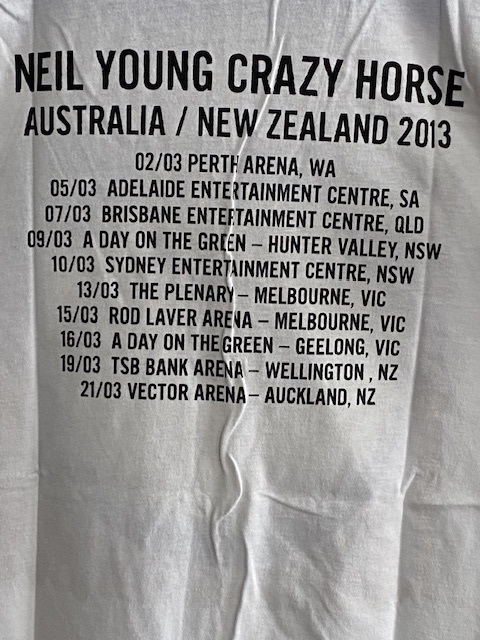 NEIL YOUNG CRAZY HORSE
AUSTRALIA / NEW ZEALAND 2013
02/03 PERTH ARENA, WA
05/03 ADELAIDE ENTERTAINMENT CENTRE, SA
07/03 BRISBANE ENTERTAINMENT CENTRE, QLD
09/03 A DAY ON THE GREEN – HUNTER VALLEY, NSW
10/03 SYDNEY ENTERTAINMENT CENTRE, NSW
13/03 THE PLENARY – MELBOURNE, VIC
15/03 ROD LAVER ARENA – MELBOURNE, VIC
16/03 A DAY ON THE GREEN – GEELONG, VIC
19/03 TSB BANK ARENA – WELLINGTON , NZ
21/03 VECTOR ARENA – AUCKLAND, NZ